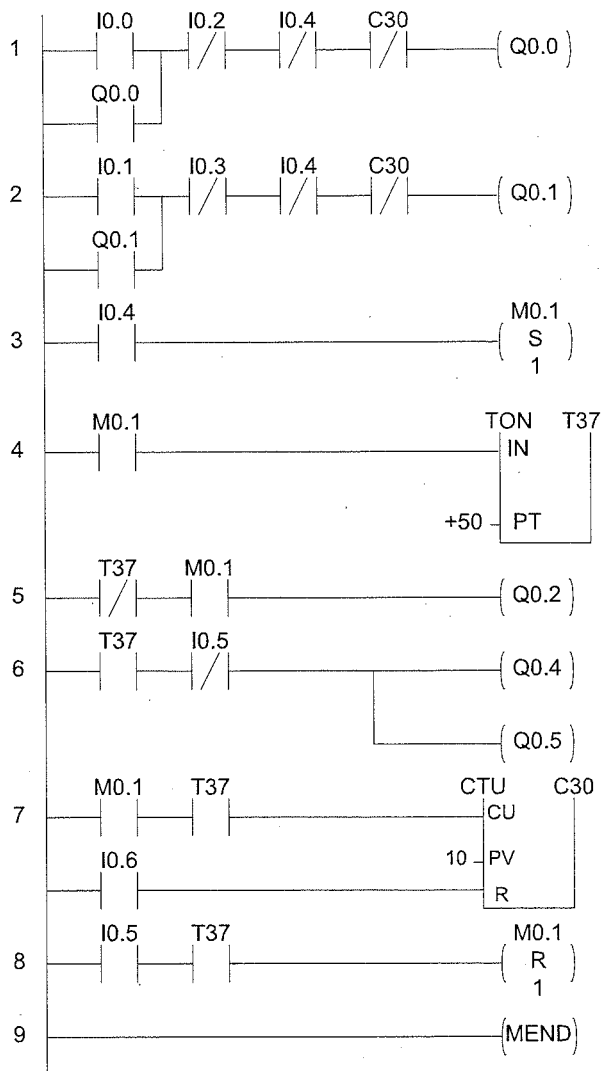 I0.0 I0.2 I0.4 C30
1 Q0.0
Q0.0
I0.1 I0.3 I0.4 C30
2 Q0.1
Q0.1
I0.4 M0.1
3 S
1
M0.1 TON T37
4 IN
+50 PT
T37 M0.1
5 Q0.2
T37 I0.5
6 Q0.4
Q0.5
M0.1 T37 CTU C30
7 CU
10 PV
I0.6
R
I0.5 T37 M0.1
8 R
1
9 MEND